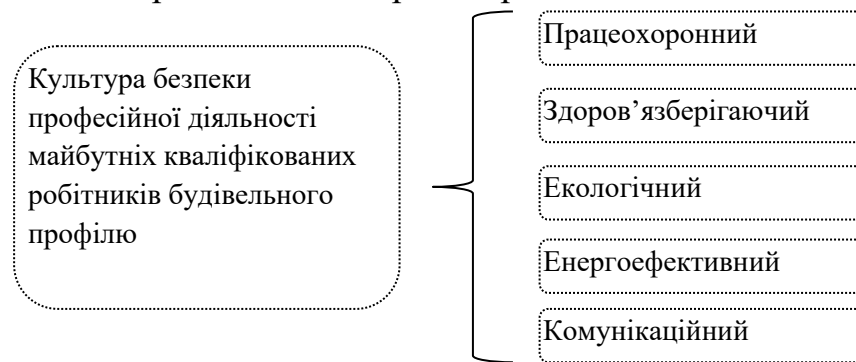 Культура безпеки
професійної діяльності
майбутніх кваліфікованих
робітників будівельного
профілю
Працеохоронний
Здоров’язберігаючий
Екологічний
Енергоефективний
Комунікаційний